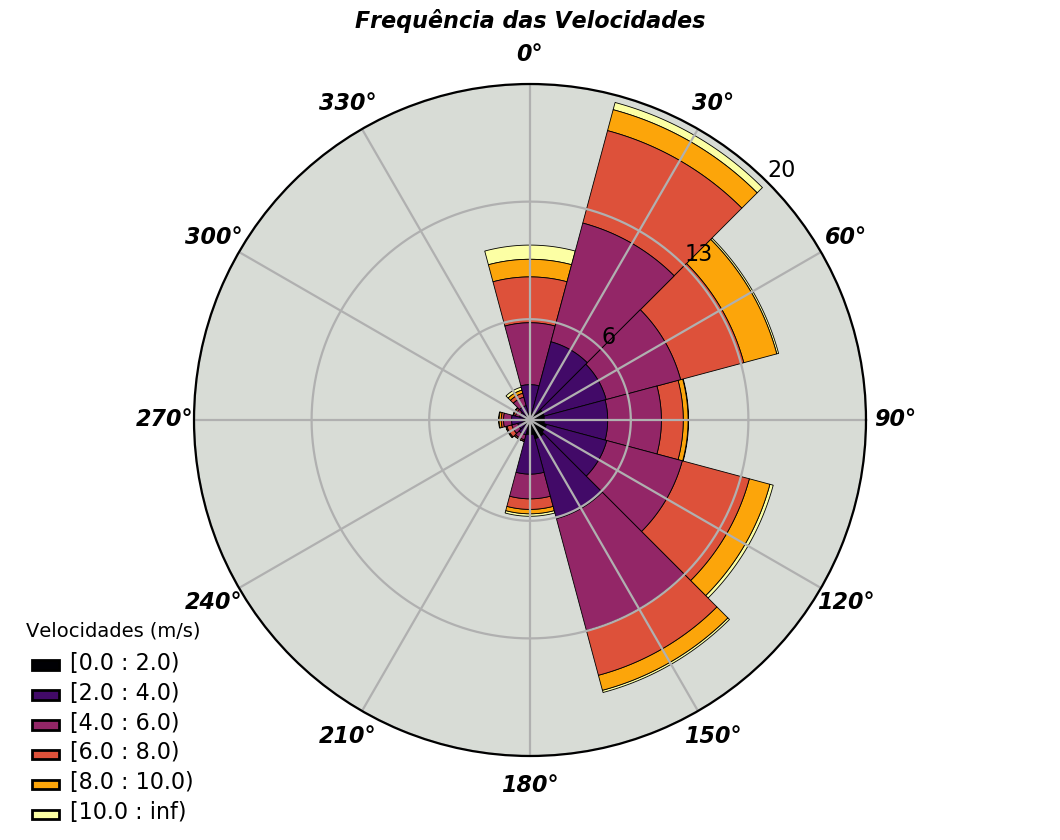 Frequência das Velocidades
0°
330°
30°
20
300°
60°
13
6
270°
90°
240°
120°
210°
150°
180°
Velocidades (m/s)
[0.0 : 2.0)
[2.0 : 4.0)
[4.0 : 6.0)
[6.0 : 8.0)
[8.0 : 10.0)
[10.0 : inf)